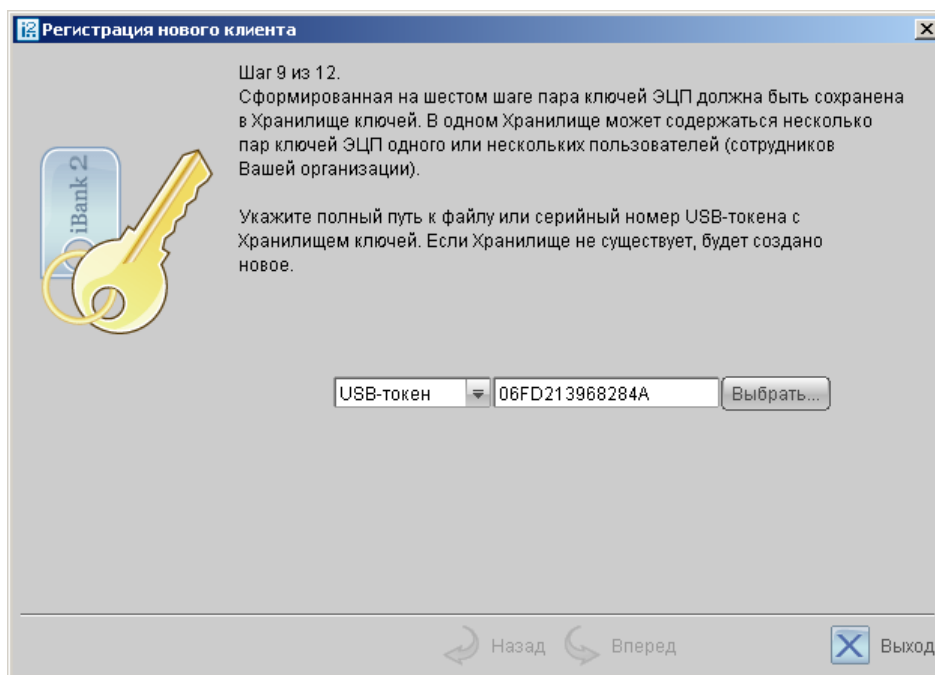 Регистрация нового клиента
Шаг 9 из 12.
Сформированная на шестом шаге пара ключей ЭЦП должна быть сохранена
в Хранилище ключей. В одном Хранилище может содержаться несколько
пар ключей ЭЦП одного или нескольких пользователей (сотрудников
Вашей организации).
Укажите полный путь к файлу или серийный номер USB-токена с
Хранилищем ключей. Если Хранилище не существует, будет создано
новое.
iBank 2
USB-токен 06FD213968284A Выбрать...
Назад Вперед Выход